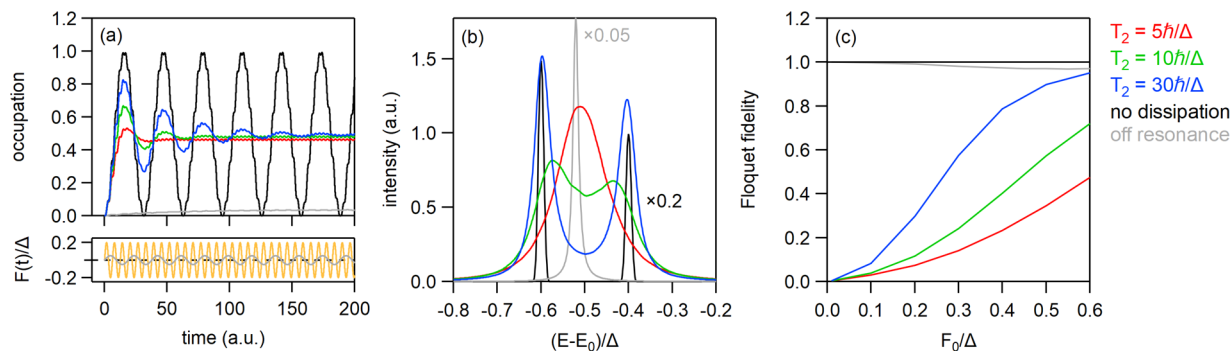 (a)
occupation
1.2
1.0
0.8
0.6
0.4
0.2
0.0
0 50 100 150 200
F(t)/Δ
0.2
-0.2
0 50 100 150 200
time (a.u.)
(b)
×0.05
×0.2
intensity (a.u.)
1.5
1.0
0.5
0.0
-0.8 -0.7 -0.6 -0.5 -0.4 -0.3 -0.2
(E-E₀)/Δ
(c)
Floquet fidelity
1.2
1.0
0.8
0.6
0.4
0.2
0.0
0.0 0.1 0.2 0.3 0.4 0.5 0.6
F₀/Δ
T₂ = 5ℏ/Δ
T₂ = 10ℏ/Δ
T₂ = 30ℏ/Δ
no dissipation
off resonance